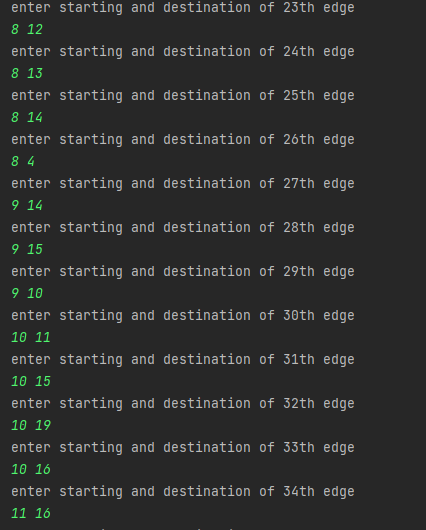 enter starting and destination of 23th edge
8 12
enter starting and destination of 24th edge
8 13
enter starting and destination of 25th edge
8 14
enter starting and destination of 26th edge
8 4
enter starting and destination of 27th edge
9 14
enter starting and destination of 28th edge
9 15
enter starting and destination of 29th edge
9 10
enter starting and destination of 30th edge
10 11
enter starting and destination of 31th edge
10 15
enter starting and destination of 32th edge
10 19
enter starting and destination of 33th edge
10 16
enter starting and destination of 34th edge
11 16